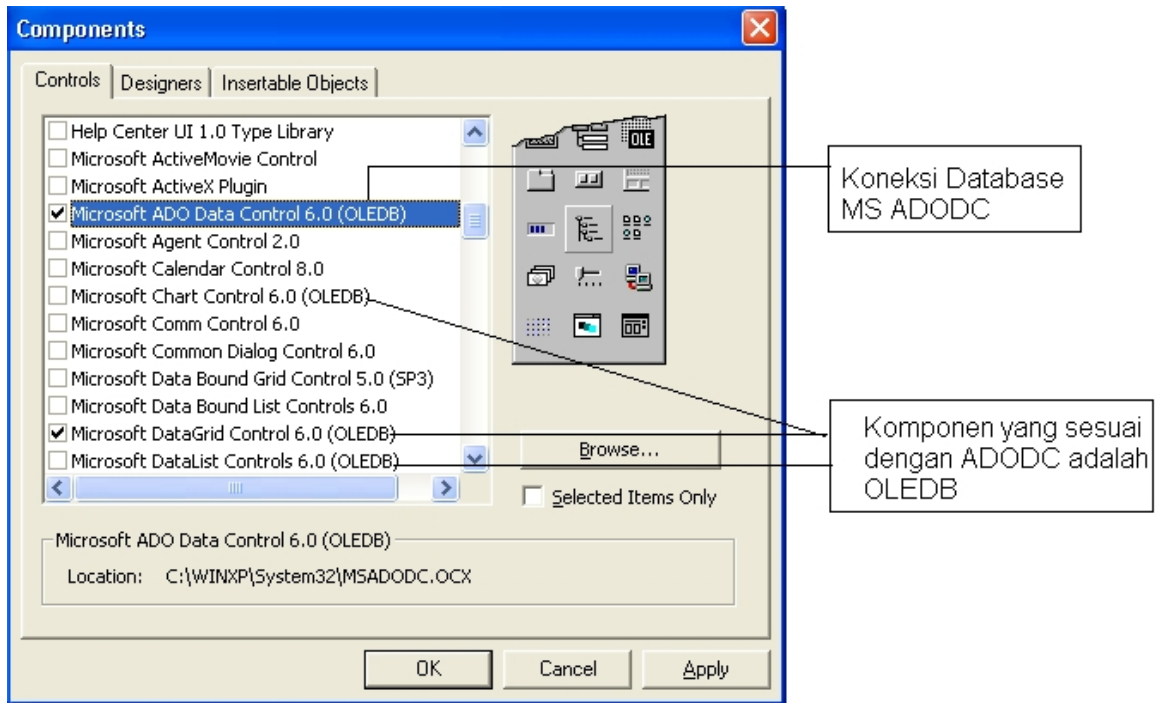 Components
Controls
Designers
Insertable Objects
Help Center UI 1.0 Type Library
Microsoft ActiveMovie Control
Microsoft ActiveX Plugin
Microsoft ADO Data Control 6.0 (OLEDB)
Microsoft Agent Control 2.0
Microsoft Calendar Control 8.0
Microsoft Chart Control 6.0 (OLEDB)
Microsoft Comm Control 6.0
Microsoft Common Dialog Control 6.0
Microsoft Data Bound Grid Control 5.0 (SP3)
Microsoft Data Bound List Controls 6.0
Microsoft DataGrid Control 6.0 (OLEDB)
Microsoft DataList Controls 6.0 (OLEDB)
OLE
Browse...
Selected Items Only
Microsoft ADO Data Control 6.0 (OLEDB)
Location: C:\WINXP\System32\MSADODC.OCX
OK
Cancel
Apply
Koneksi Database
MS ADODC
Komponen yang sesuai
dengan ADODC adalah
OLEDB